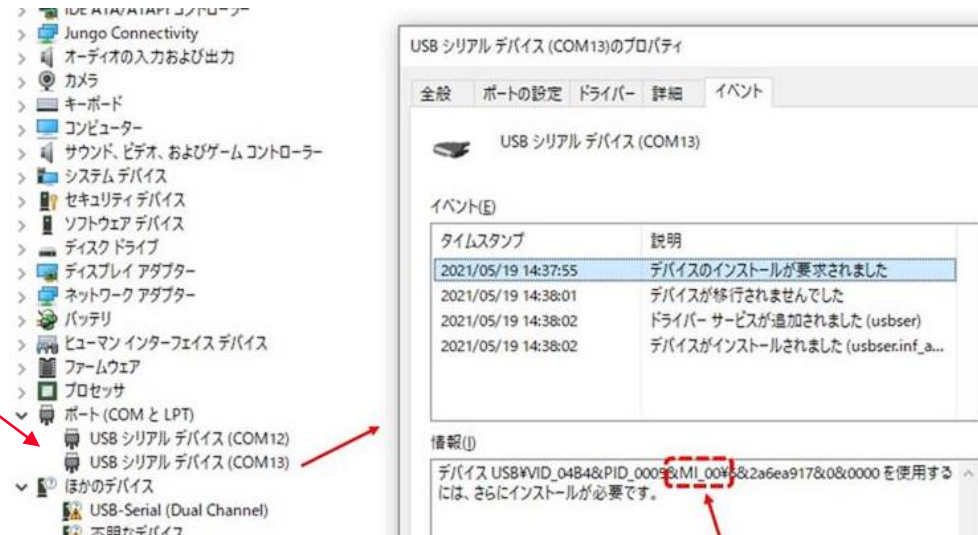 IDE ATA/ATAPI コントローラー
Jungo Connectivity
オーディオの入力および出力
カメラ
キーボード
コンピューター
サウンド、ビデオ、およびゲーム コントローラー
システム デバイス
セキュリティ デバイス
ソフトウェア デバイス
ディスク ドライブ
ディスプレイ アダプター
ネットワーク アダプター
バッテリ
ヒューマン インターフェイス デバイス
ファームウェア
プロセッサ
ポート (COM と LPT)
USB シリアル デバイス (COM12)
USB シリアル デバイス (COM13)
ほかのデバイス
USB-Serial (Dual Channel)
不明なデバイス
USB シリアル デバイス (COM13)のプロパティ
全般 ポートの設定 ドライバー 詳細 イベント
USB シリアル デバイス (COM13)
イベント(E)
タイムスタンプ 説明
2021/05/19 14:37:55 デバイスのインストールが要求されました
2021/05/19 14:38:01 デバイスが移行されませんでした
2021/05/19 14:38:02 ドライバー サービスが追加されました (usbser)
2021/05/19 14:38:02 デバイスがインストールされました (usbser.inf_a...
情報(I)
デバイス USB¥VID_04B4&PID_0005&MI_00¥6&2a6ea917&0&0000 を使用する
には、さらにインストールが必要です。